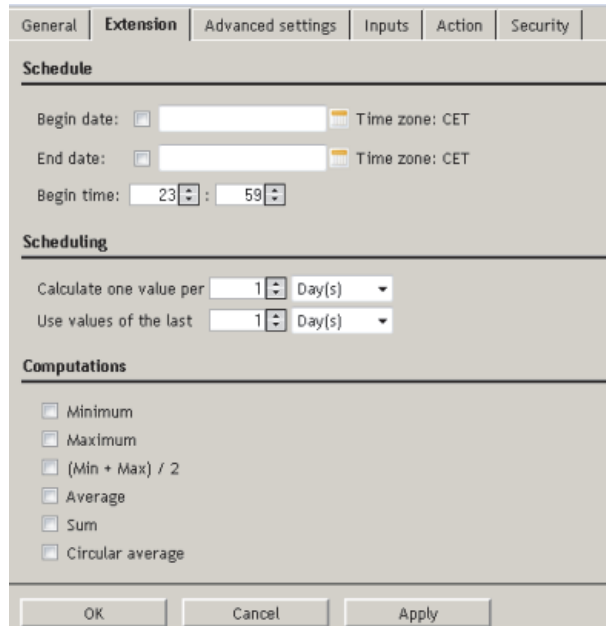 General Extension Advanced settings Inputs Action Security
Schedule
Begin date: Time zone: CET
End date: Time zone: CET
Begin time: 23 : 59
Scheduling
Calculate one value per 1 Day(s)
Use values of the last 1 Day(s)
Computations
Minimum
Maximum
(Min + Max) / 2
Average
Sum
Circular average
OK Cancel Apply